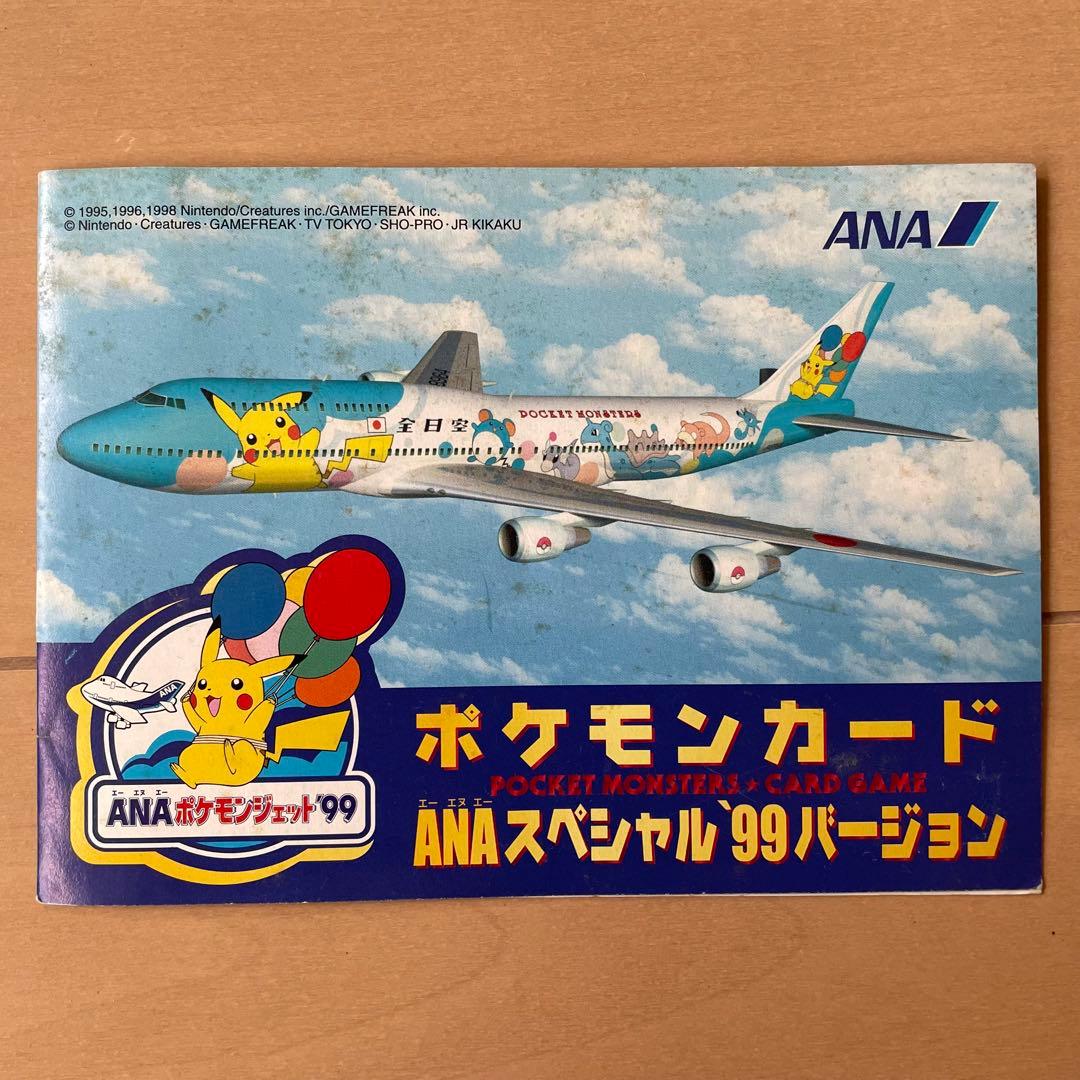 © 1995,1996,1998 Nintendo/Creatures inc./GAMEFREAK inc.
© Nintendo・Creatures・GAMEFREAK・TV TOKYO・SHO-PRO・JR KIKAKU
ANA
8964
全日空
POCKET MONSTERS
ANA
エー エヌ エー
ANAポケモンジェット'99
ポケモンカード
POCKET MONSTERS★CARD GAME
エー エヌ エー
ANAスペシャル'99バージョン